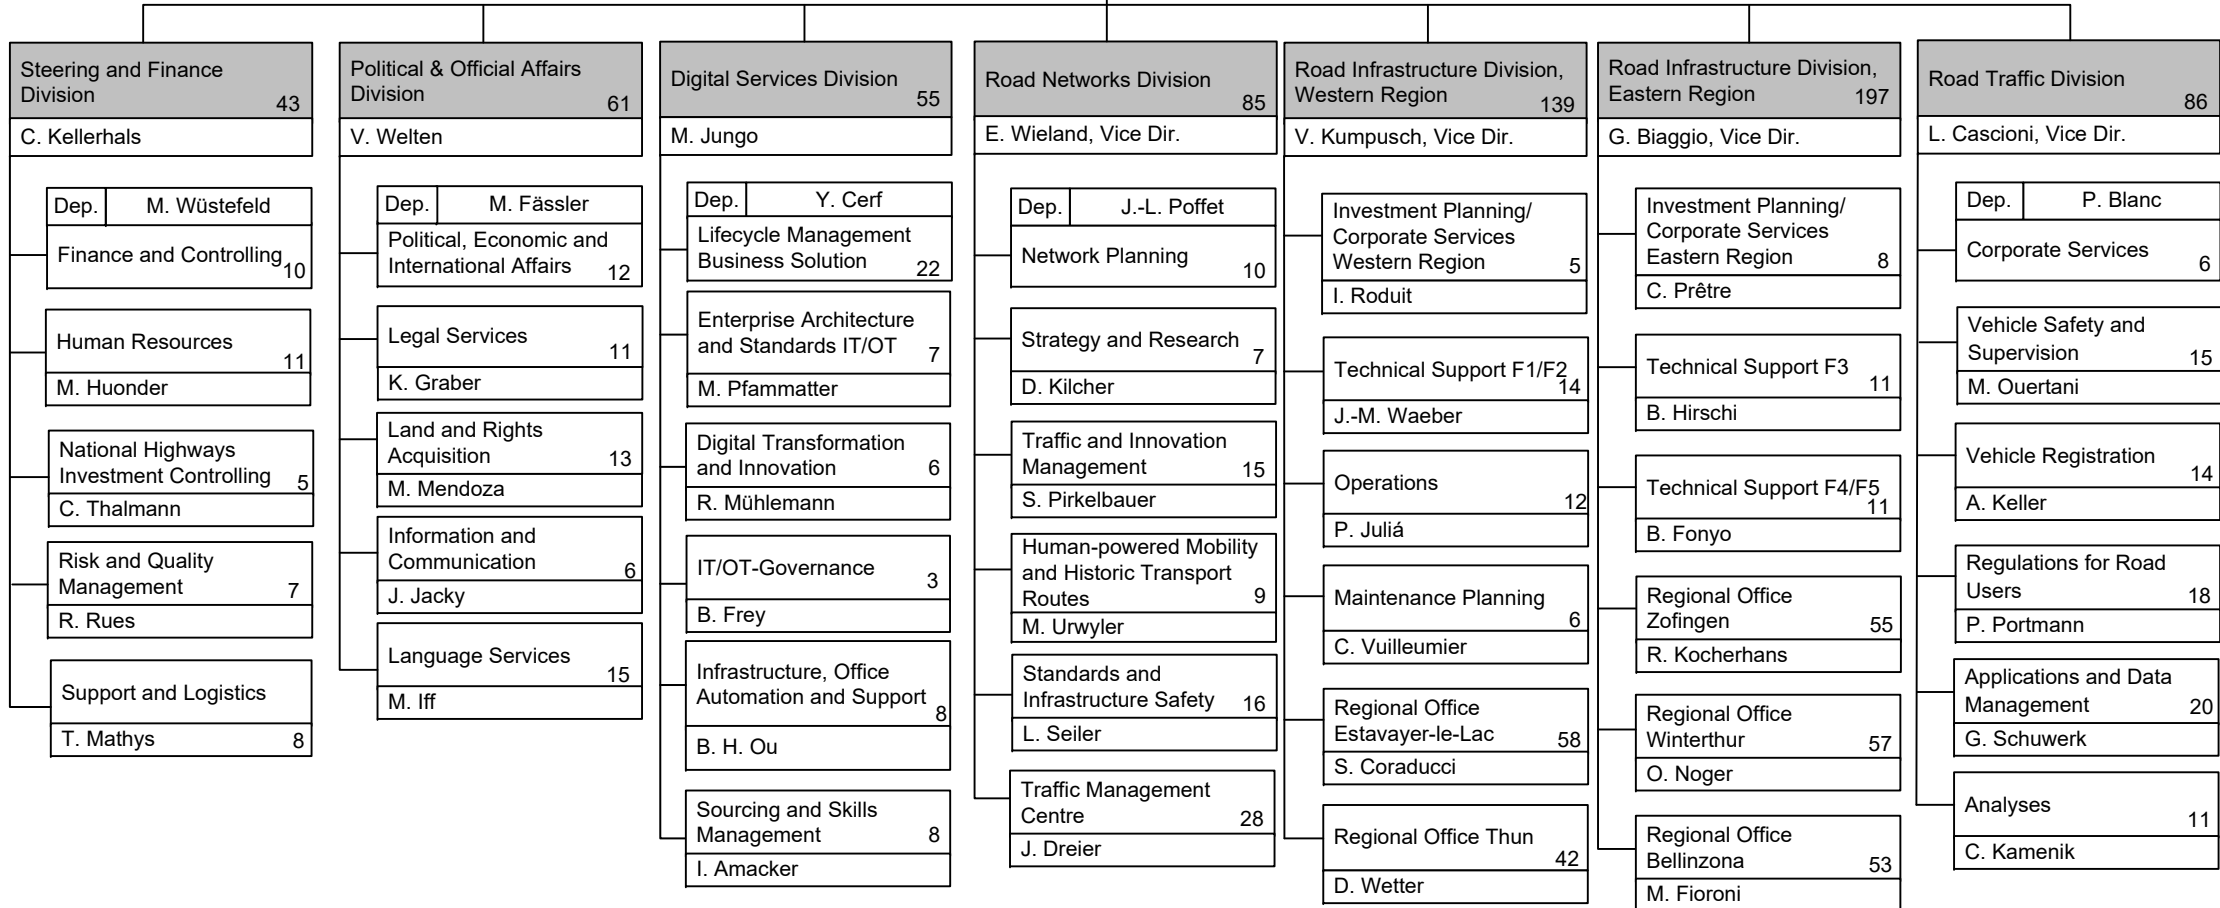 Steering and Finance
Division 43
C. Kellerhals
Dep. M. Wüstefeld
Finance and Controlling 10
Human Resources 11
M. Huonder
National Highways
Investment Controlling 5
C. Thalmann
Risk and Quality
Management 7
R. Rues
Support and Logistics
T. Mathys 8
Political & Official Affairs
Division 61
V. Welten
Dep. M. Fässler
Political, Economic and
International Affairs 12
Legal Services 11
K. Graber
Land and Rights
Acquisition 13
M. Mendoza
Information and
Communication 6
J. Jacky
Language Services 15
M. Iff
Digital Services Division 55
M. Jungo
Dep. Y. Cerf
Lifecycle Management
Business Solution 22
Enterprise Architecture
and Standards IT/OT 7
M. Pfammatter
Digital Transformation
and Innovation 6
R. Mühlemann
IT/OT-Governance 3
B. Frey
Infrastructure, Office
Automation and Support 8
B. H. Ou
Sourcing and Skills
Management 8
I. Amacker
Road Networks Division 85
E. Wieland, Vice Dir.
Dep. J.-L. Poffet
Network Planning 10
Strategy and Research 7
D. Kilcher
Traffic and Innovation
Management 15
S. Pirkelbauer
Human-powered Mobility
and Historic Transport
Routes 9
M. Urwyler
Standards and
Infrastructure Safety 16
L. Seiler
Traffic Management
Centre 28
J. Dreier
Road Infrastructure Division,
Western Region 139
V. Kumpusch, Vice Dir.
Investment Planning/
Corporate Services
Western Region 5
I. Roduit
Technical Support F1/F2
14
J.-M. Waeber
Operations 12
P. Juliá
Maintenance Planning 6
C. Vuilleumier
Regional Office
Estavayer-le-Lac 58
S. Coraducci
Regional Office Thun 42
D. Wetter
Road Infrastructure Division,
Eastern Region 197
G. Biaggio, Vice Dir.
Investment Planning/
Corporate Services
Eastern Region 8
C. Prêtre
Technical Support F3 11
B. Hirschi
Technical Support F4/F5
11
B. Fonyo
Regional Office
Zofingen 55
R. Kocherhans
Regional Office
Winterthur 57
O. Noger
Regional Office
Bellinzona 53
M. Fioroni
Road Traffic Division 86
L. Cascioni, Vice Dir.
Dep. P. Blanc
Corporate Services 6
Vehicle Safety and
Supervision 15
M. Ouertani
Vehicle Registration 14
A. Keller
Regulations for Road
Users 18
P. Portmann
Applications and Data
Management 20
G. Schuwerk
Analyses 11
C. Kamenik